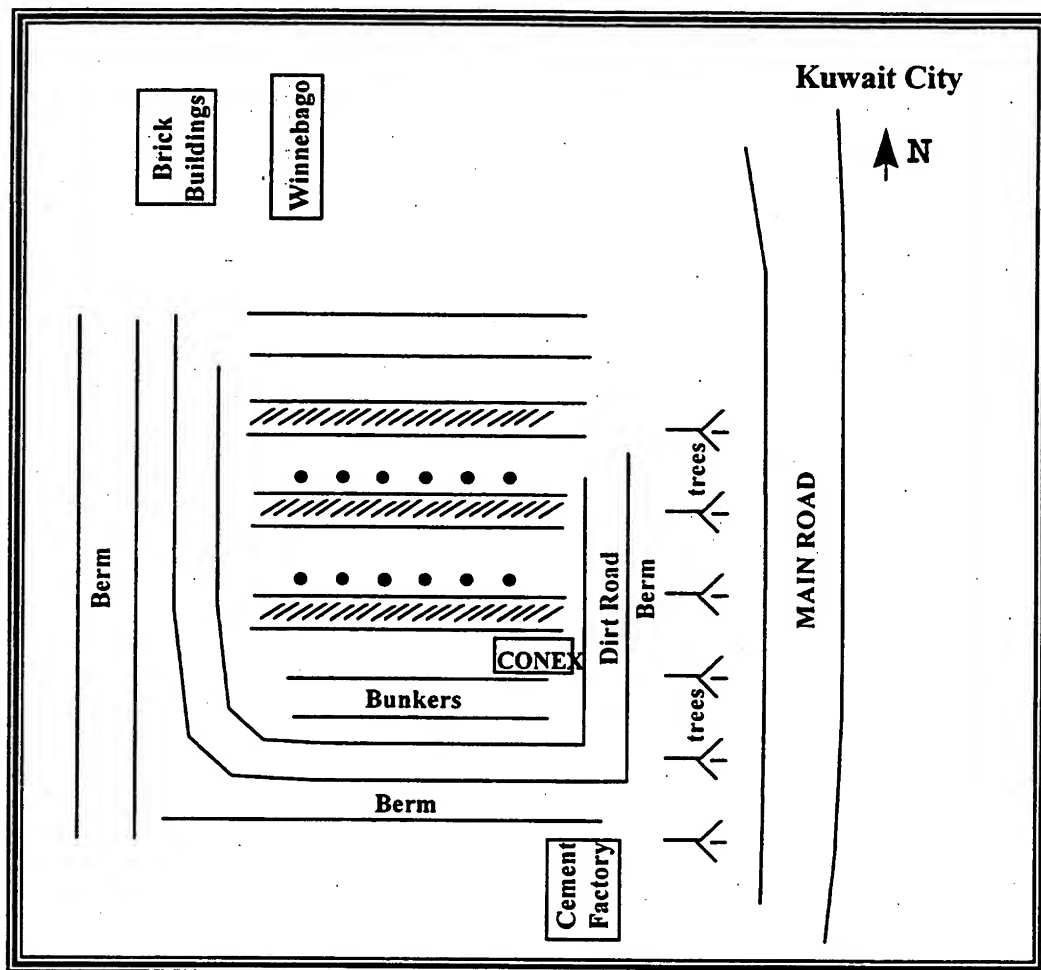 Kuwait City
N
Brick
Buildings
Winnebago
trees
Berm
Dirt Road
Berm
MAIN ROAD
CONEX
Bunkers
trees
Berm
Cement
Factory